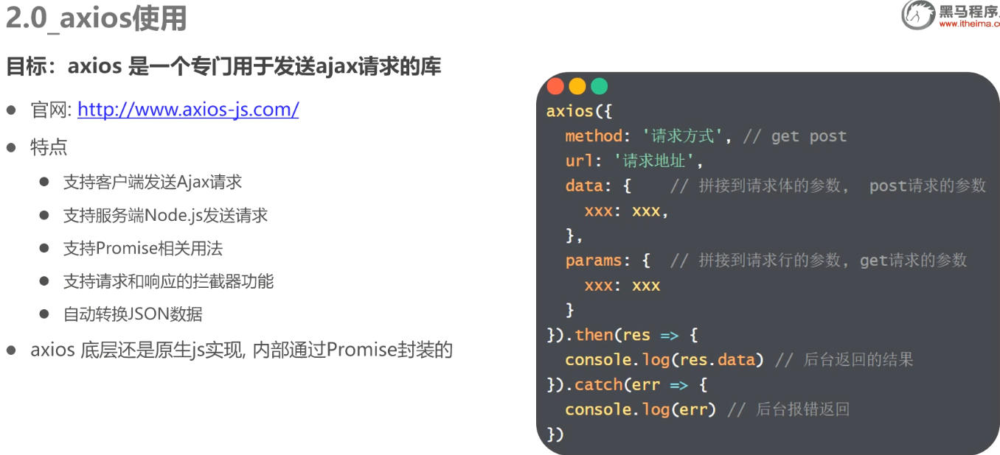 2.0_axios使用
黑马程序
www.itheima.c
目标：axios 是一个专门用于发送ajax请求的库
● 官网: http://www.axios-js.com/
● 特点
● 支持客户端发送Ajax请求
● 支持服务端Node.js发送请求
● 支持Promise相关用法
● 支持请求和响应的拦截器功能
● 自动转换JSON数据
● axios 底层还是原生js实现, 内部通过Promise封装的
axios({
  method: '请求方式', // get post
  url: '请求地址',
  data: {    // 拼接到请求体的参数,  post请求的参数
    xxx: xxx,
  },
  params: {  // 拼接到请求行的参数, get请求的参数
    xxx: xxx
  }
}).then(res => {
  console.log(res.data) // 后台返回的结果
}).catch(err => {
  console.log(err) // 后台报错返回
})